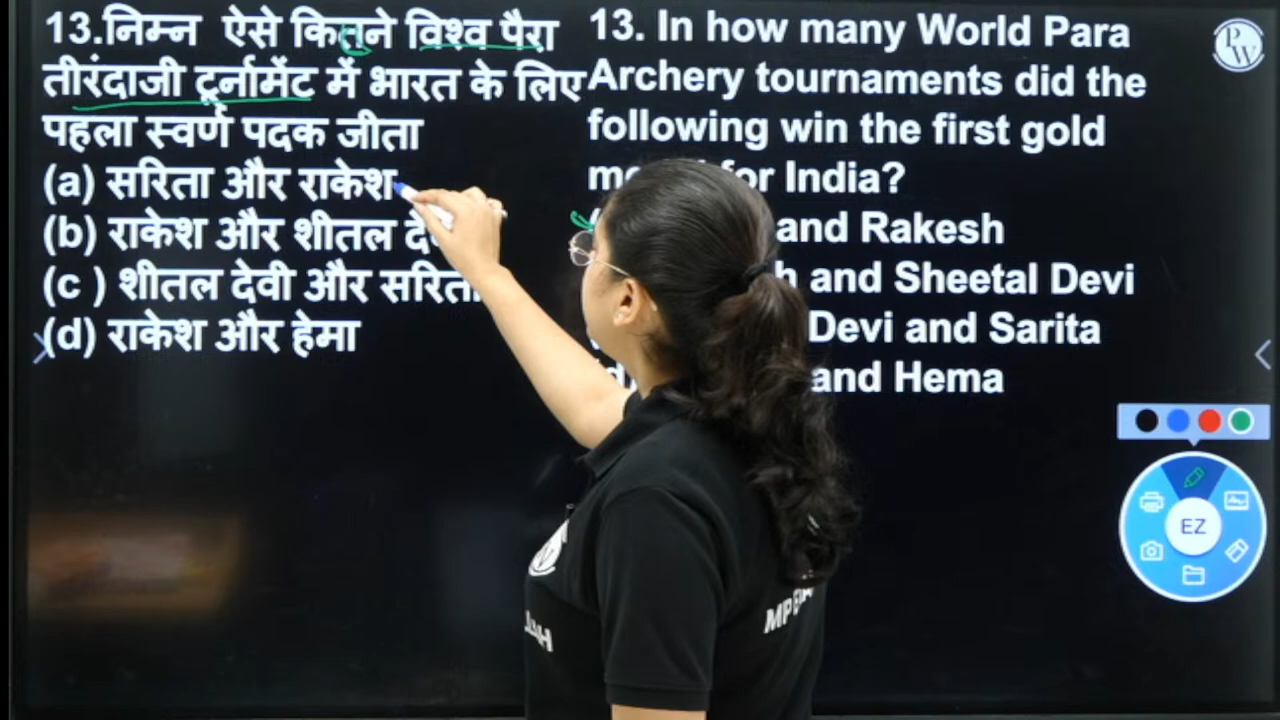 13.निम्न ऐसे कितने विश्व पैरा
तीरंदाजी टूर्नामेंट में भारत के लिए
पहला स्वर्ण पदक जीता
(a) सरिता और राकेश
(b) राकेश और शीतल
(c ) शीतल देवी और सरिता
(d) राकेश और हेमा
13. In how many World Para
Archery tournaments did the
following win the first gold
for India?
and Rakesh
and Sheetal Devi
Devi and Sarita
and Hema
PW
EZ